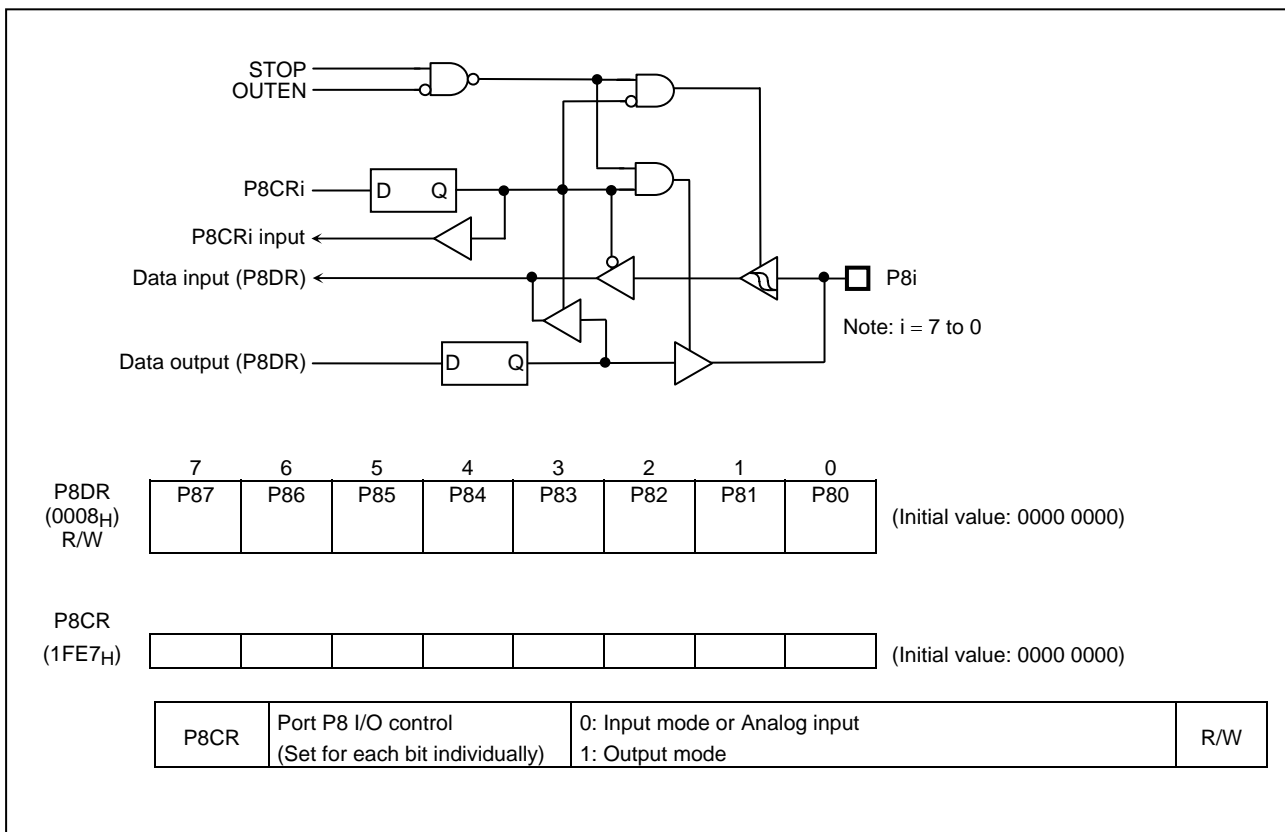 STOP
OUTEN
P8CRi
D Q
P8CRi input
Data input (P8DR)
P8i
Note: i = 7 to 0
Data output (P8DR)
D Q
7 6 5 4 3 2 1 0
P8DR
(0008H)
R/W
P87 P86 P85 P84 P83 P82 P81 P80
(Initial value: 0000 0000)
P8CR
(1FE7H)
(Initial value: 0000 0000)
P8CR
Port P8 I/O control
(Set for each bit individually)
0: Input mode or Analog input
1: Output mode
R/W